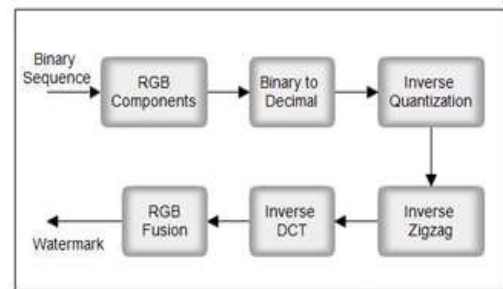 Binary
Sequence
RGB
Components
Binary to
Decimal
Inverse
Quantization
Inverse
Zigzag
Inverse
DCT
RGB
Fusion
Watermark